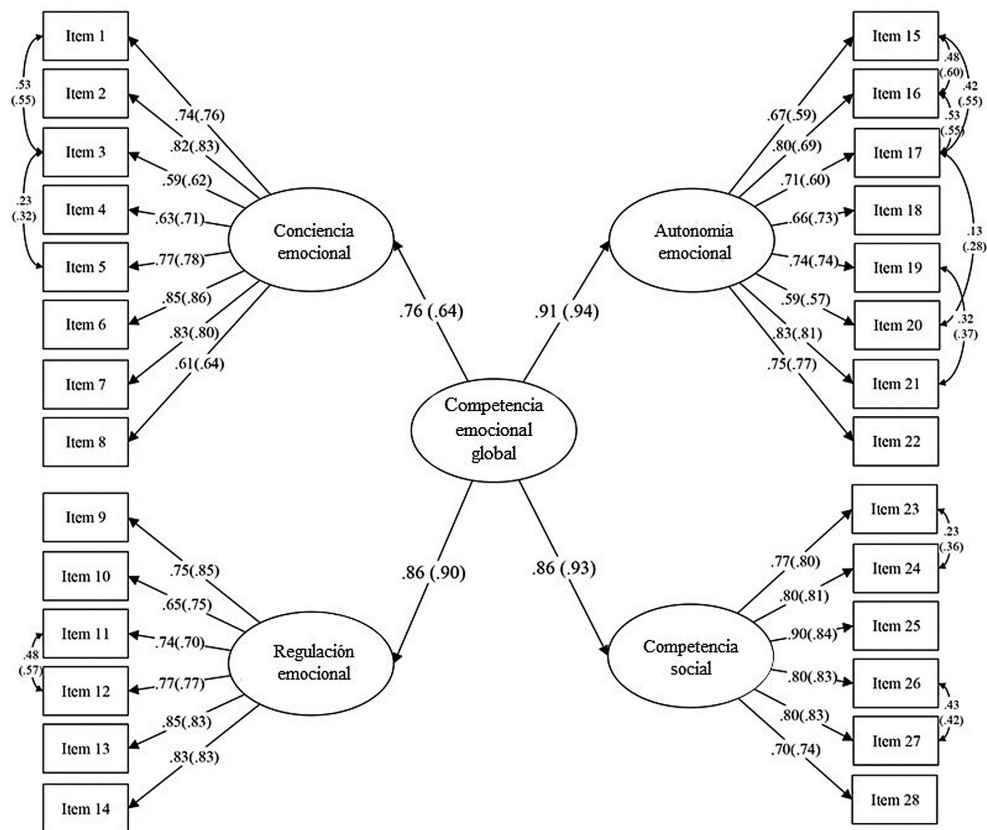 Item 1
Item 2
Item 3
Item 4
Item 5
Item 6
Item 7
Item 8
.53
(.55)
.23
(.32)
.74(.76)
.82(.83)
.59(.62)
.63(.71)
.77(.78)
.85(.86)
.83(.80)
.61(.64)
Conciencia
emocional
Item 15
Item 16
Item 17
Item 18
Item 19
Item 20
Item 21
Item 22
.48
(.60)
.42
(.55)
.53
(.55)
.13
(.28)
.32
(.37)
.67(.59)
.80(.69)
.71(.60)
.66(.73)
.74(.74)
.59(.57)
.83(.81)
.75(.77)
Autonomía
emocional
.76 (.64)
.91 (.94)
Competencia
emocional
global
.86 (.90)
.86 (.93)
Item 9
Item 10
Item 11
Item 12
Item 13
Item 14
.48
(.57)
.75(.85)
.65(.75)
.74(.70)
.77(.77)
.85(.83)
.83(.83)
Regulación
emocional
Item 23
Item 24
Item 25
Item 26
Item 27
Item 28
.23
(.36)
.43
(.42)
.77(.80)
.80(.81)
.90(.84)
.80(.83)
.80(.83)
.70(.74)
Competencia
social